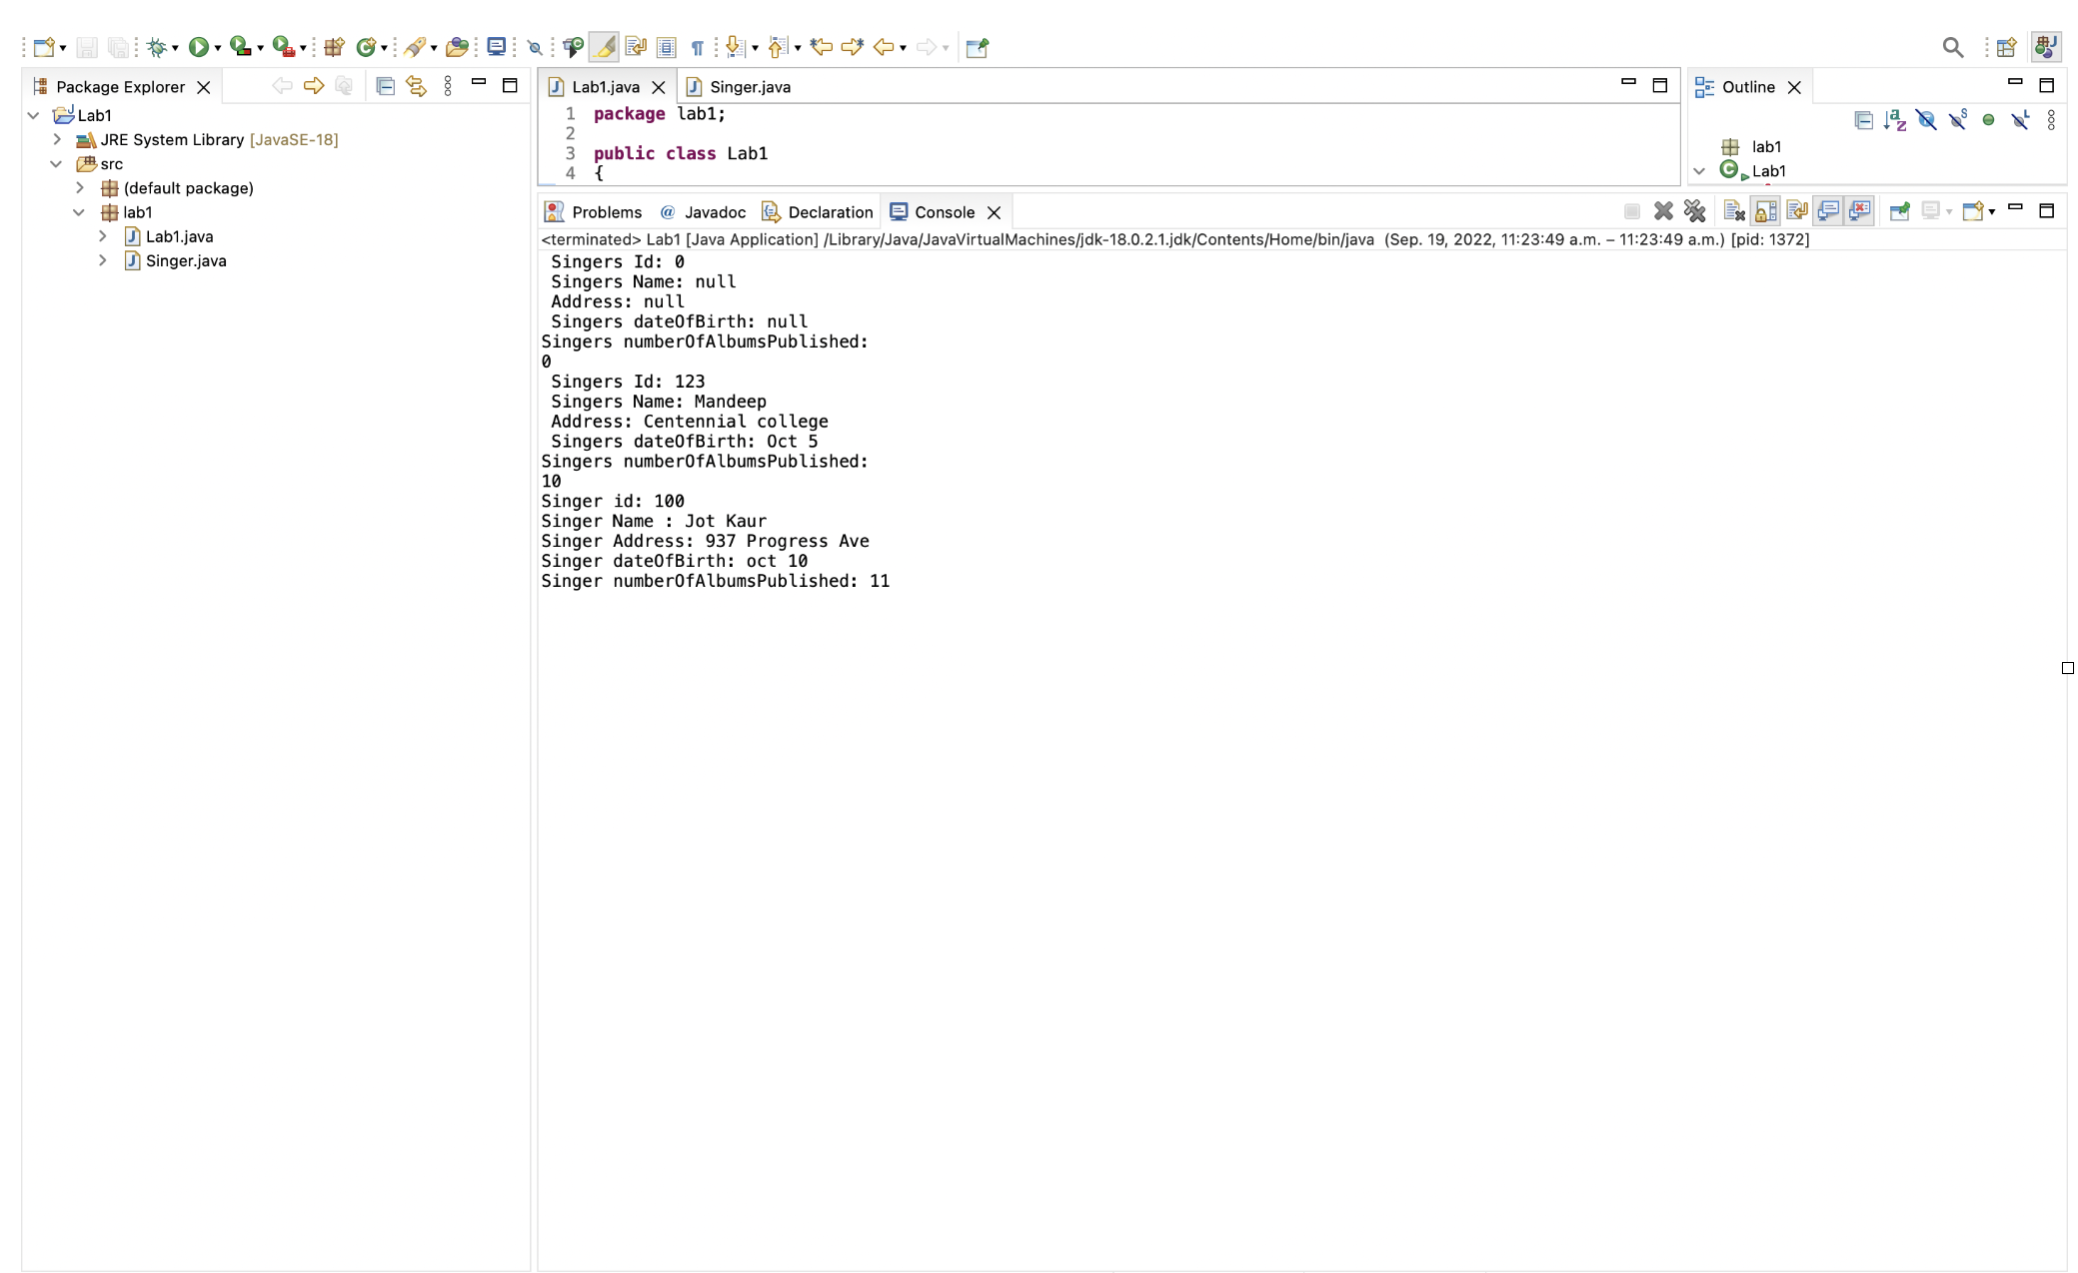 Package Explorer
Lab1
JRE System Library [JavaSE-18]
src
(default package)
lab1
Lab1.java
Singer.java
Lab1.java
Singer.java
1 package lab1;
2
3 public class Lab1
4 {
Outline
lab1
Lab1
Problems
@ Javadoc
Declaration
Console
<terminated> Lab1 [Java Application] /Library/Java/JavaVirtualMachines/jdk-18.0.2.1.jdk/Contents/Home/bin/java (Sep. 19, 2022, 11:23:49 a.m. – 11:23:49 a.m.) [pid: 1372]
Singers Id: 0
Singers Name: null
Address: null
Singers dateOfBirth: null
Singers numberOfAlbumsPublished:
0
Singers Id: 123
Singers Name: Mandeep
Address: Centennial college
Singers dateOfBirth: Oct 5
Singers numberOfAlbumsPublished:
10
Singer id: 100
Singer Name : Jot Kaur
Singer Address: 937 Progress Ave
Singer dateOfBirth: oct 10
Singer numberOfAlbumsPublished: 11